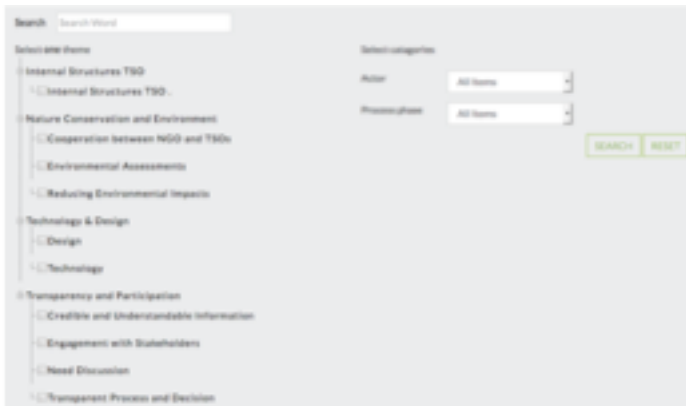 Search Search Word
Select one theme
Internal Structures TSO
Internal Structures TSO .
Nature Conservation and Environment
Cooperation between NGO and TSOs
Environmental Assessments
Reducing Environmental Impacts
Technology & Design
Design
Technology
Transparency and Participation
Credible and Understandable Information
Engagement with Stakeholders
Need Discussion
Transparent Process and Decision
Select categories
Actor All Items
Process phase All Items
SEARCH RESET